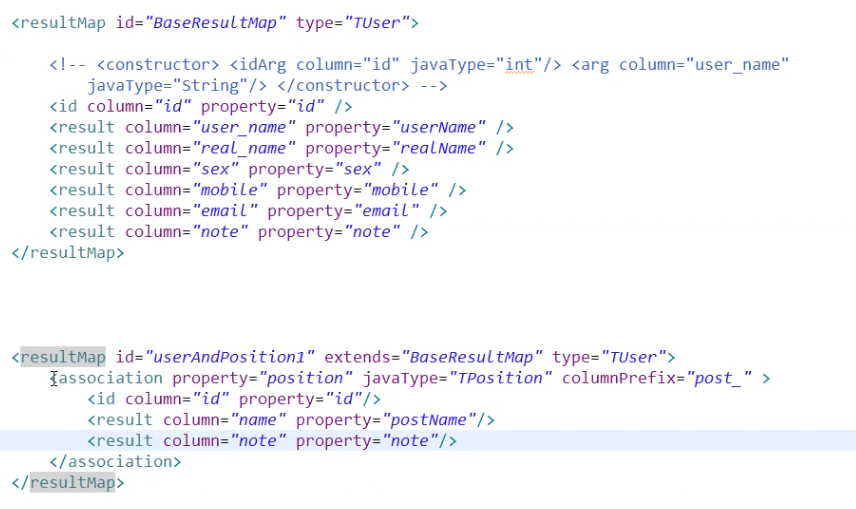 <resultMap id="BaseResultMap" type="TUser">
<!-- <constructor> <idArg column="id" javaType="int"/> <arg column="user_name"
javaType="String"/> </constructor> -->
<id column="id" property="id" />
<result column="user_name" property="userName" />
<result column="real_name" property="realName" />
<result column="sex" property="sex" />
<result column="mobile" property="mobile" />
<result column="email" property="email" />
<result column="note" property="note" />
</resultMap>
<resultMap id="userAndPosition1" extends="BaseResultMap" type="TUser">
<association property="position" javaType="TPosition" columnPrefix="post_" >
<id column="id" property="id"/>
<result column="name" property="postName"/>
<result column="note" property="note"/>
</association>
</resultMap>